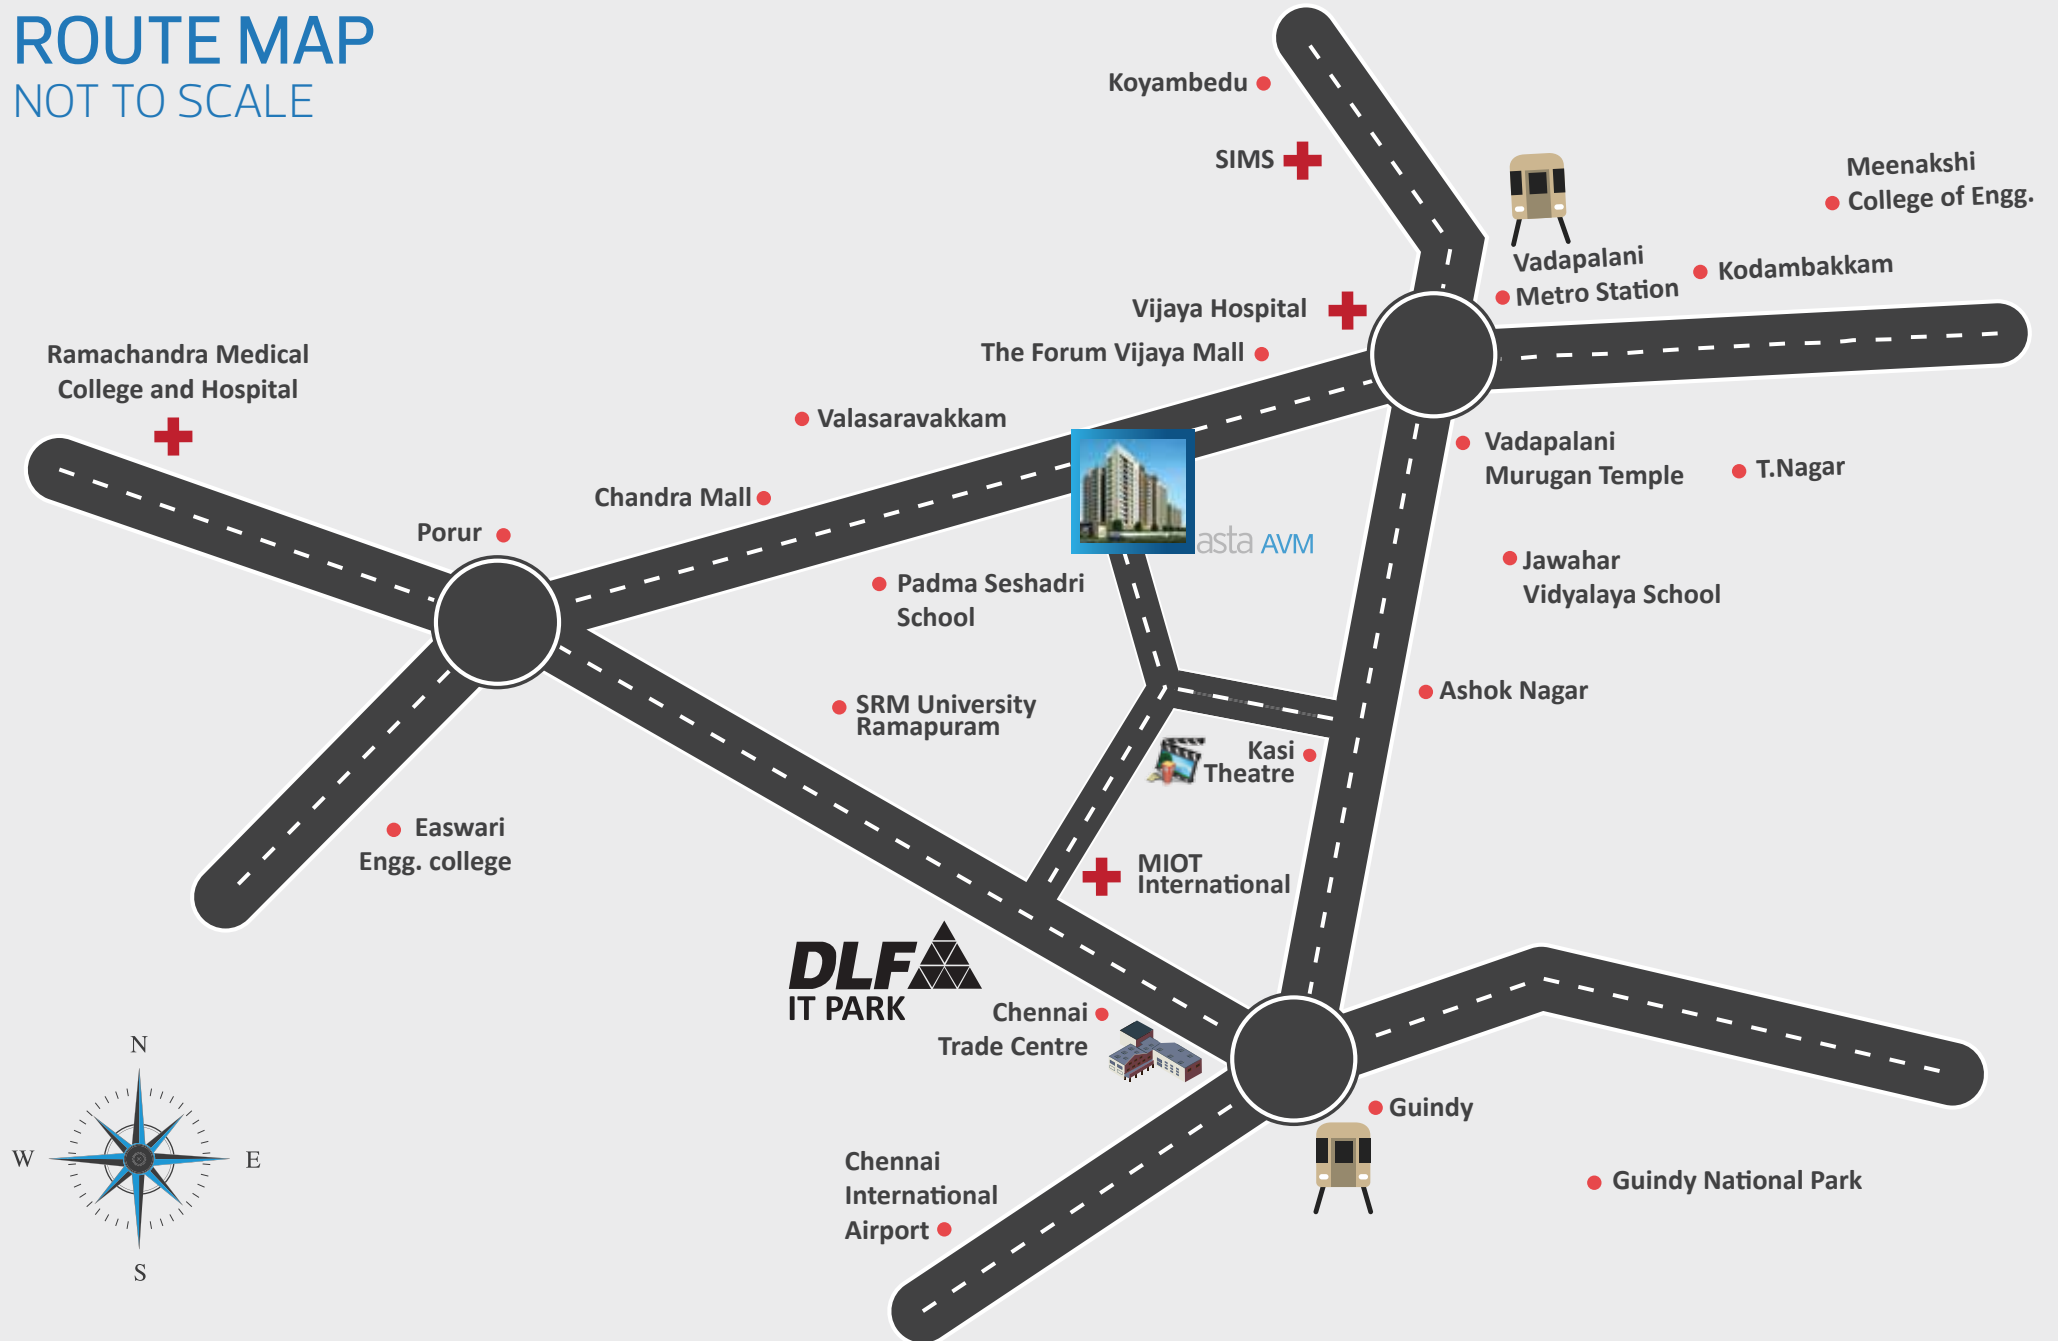 ROUTE MAP
NOT TO SCALE
Koyambedu
SIMS
Meenakshi
College of Engg.
Vadapalani
Metro Station
Kodambakkam
Vijaya Hospital
The Forum Vijaya Mall
Ramachandra Medical
College and Hospital
Valasaravakkam
Vadapalani
Murugan Temple
T.Nagar
Chandra Mall
Porur
asta AVM
Padma Seshadri
School
Jawahar
Vidyalaya School
SRM University
Ramapuram
Ashok Nagar
Kasi
Theatre
Easwari
Engg. college
MIOT
International
DLF
IT PARK
Chennai
Trade Centre
Guindy
Chennai
International
Airport
Guindy National Park
N
W
E
S